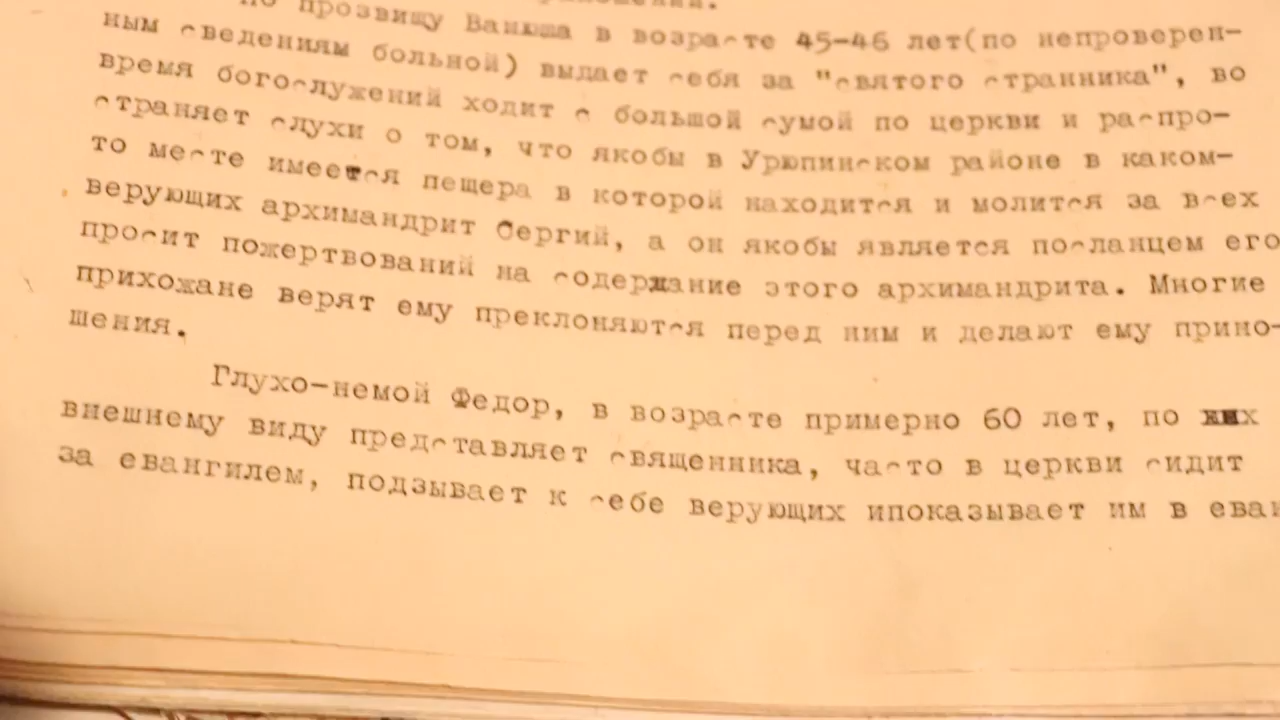 по прозвищу Ванюша в возрасте 45-46 лет(по непроверен-
ным сведениям больной) выдает себя за "святого странника", во
время богослужений ходит с большой сумой по церкви и распро-
страняет слухи о том, что якобы в Урюпинском районе в каком-
то месте имеется пещера в которой находится и молится за всех
верующих архимандрит Сергий, а он якобы является посланцем его
просит пожертвований на содержание этого архимандрита. Многие
прихожане верят ему преклоняются перед ним и делают ему прино-
шения.
Глухо-немой Федор, в возрасте примерно 60 лет, по
внешнему виду представляет священника, часто в церкви сидит
за евангилем, подзывает к себе верующих ипоказывает им в еван